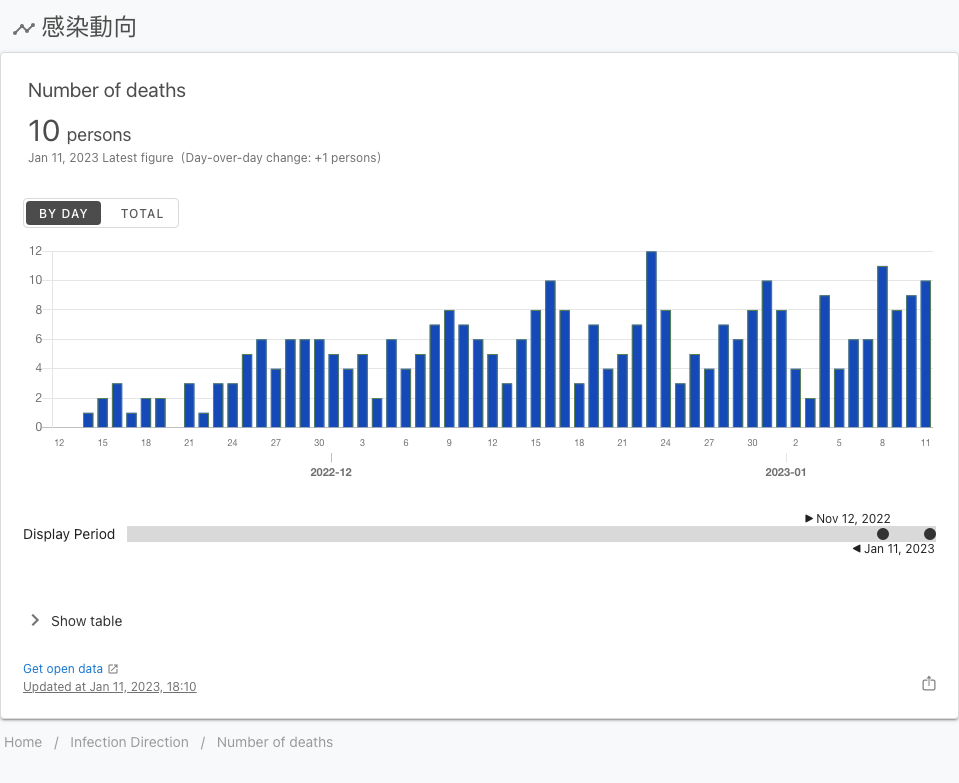 感染動向
Number of deaths
10 persons
Jan 11, 2023 Latest figure (Day-over-day change: +1 persons)
BY DAY TOTAL
12
10
8
6
4
2
0
12 15 18 21 24 27 30 3 6 9 12 15 18 21 24 27 30 2 5 8 11
2022-12 2023-01
Nov 12, 2022
Display Period
Jan 11, 2023
Show table
Get open data
Updated at Jan 11, 2023, 18:10
Home / Infection Direction / Number of deaths